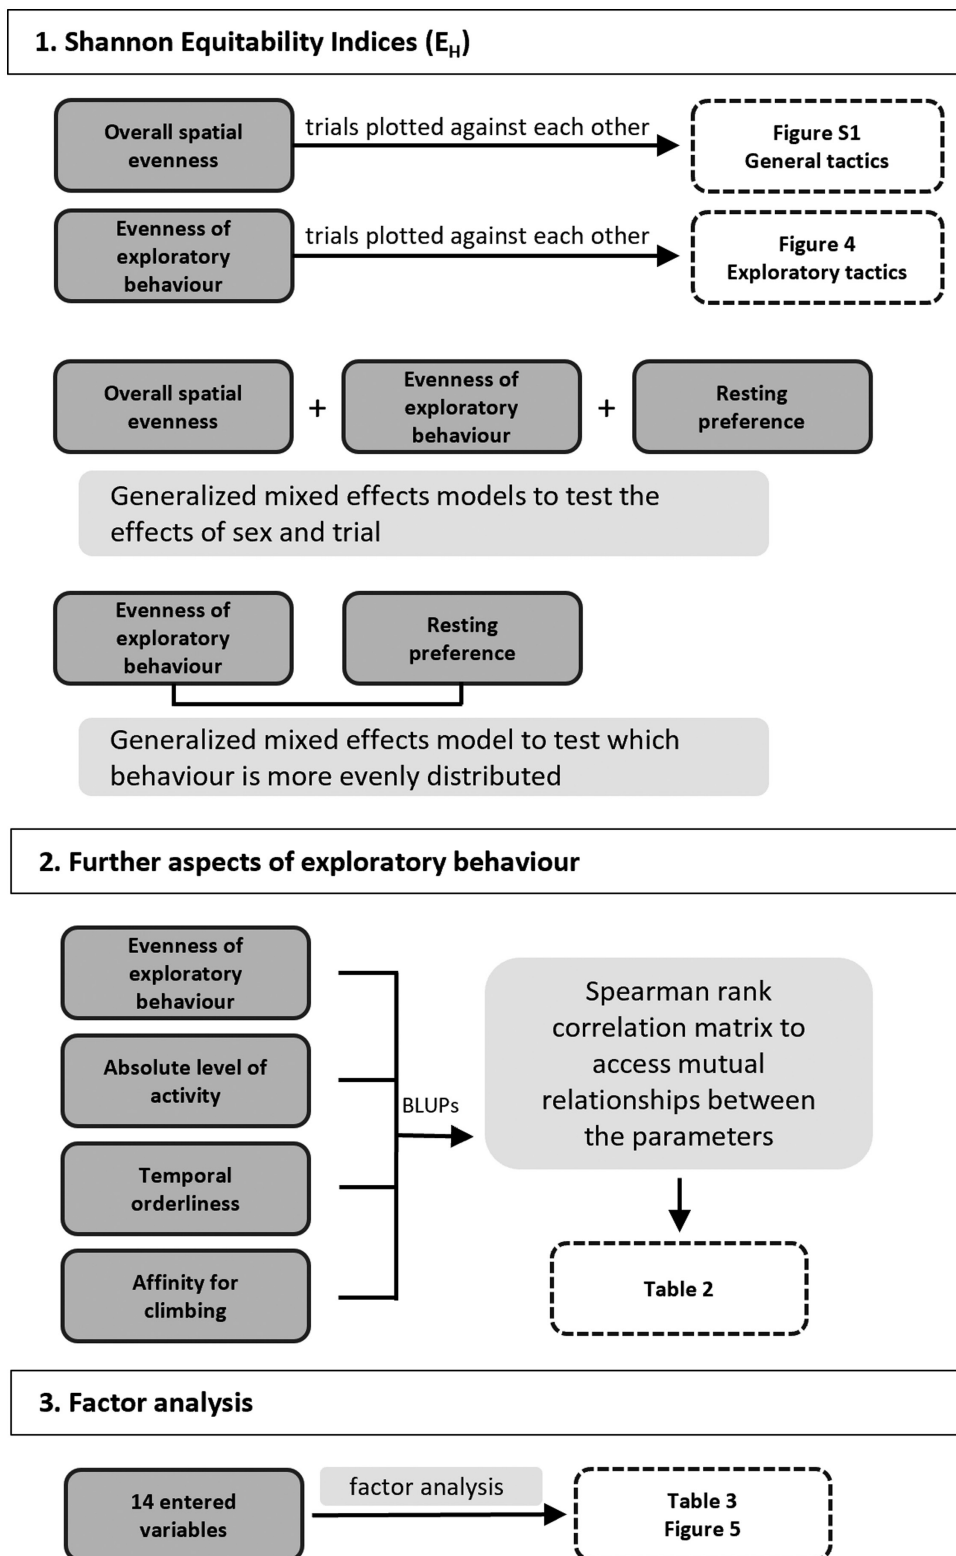 1. Shannon Equitability Indices (EH)
Overall spatial
evenness
trials plotted against each other
Figure S1
General tactics
Evenness of
exploratory
behaviour
trials plotted against each other
Figure 4
Exploratory tactics
Overall spatial
evenness
+
Evenness of
exploratory
behaviour
+
Resting
preference
Generalized mixed effects models to test the
effects of sex and trial
Evenness of
exploratory
behaviour
Resting
preference
Generalized mixed effects model to test which
behaviour is more evenly distributed
2. Further aspects of exploratory behaviour
Evenness of
exploratory
behaviour
Absolute level of
activity
Temporal
orderliness
Affinity for
climbing
BLUPs
Spearman rank
correlation matrix to
access mutual
relationships between
the parameters
Table 2
3. Factor analysis
14 entered
variables
factor analysis
Table 3
Figure 5